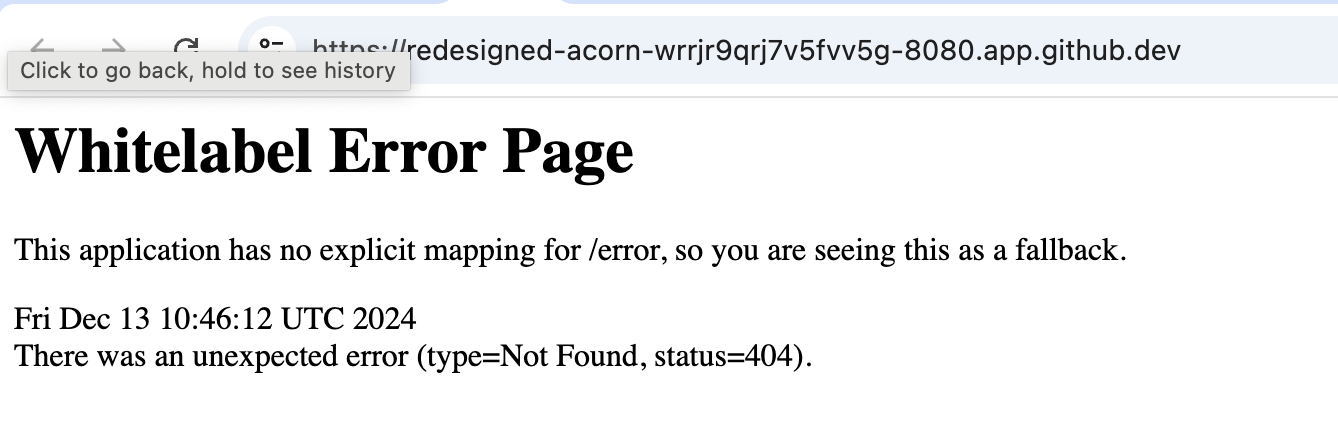 https://redesigned-acorn-wrrjr9qrj7v5fvv5g-8080.app.github.dev
Click to go back, hold to see history
Whitelabel Error Page
This application has no explicit mapping for /error, so you are seeing this as a fallback.
Fri Dec 13 10:46:12 UTC 2024
There was an unexpected error (type=Not Found, status=404).